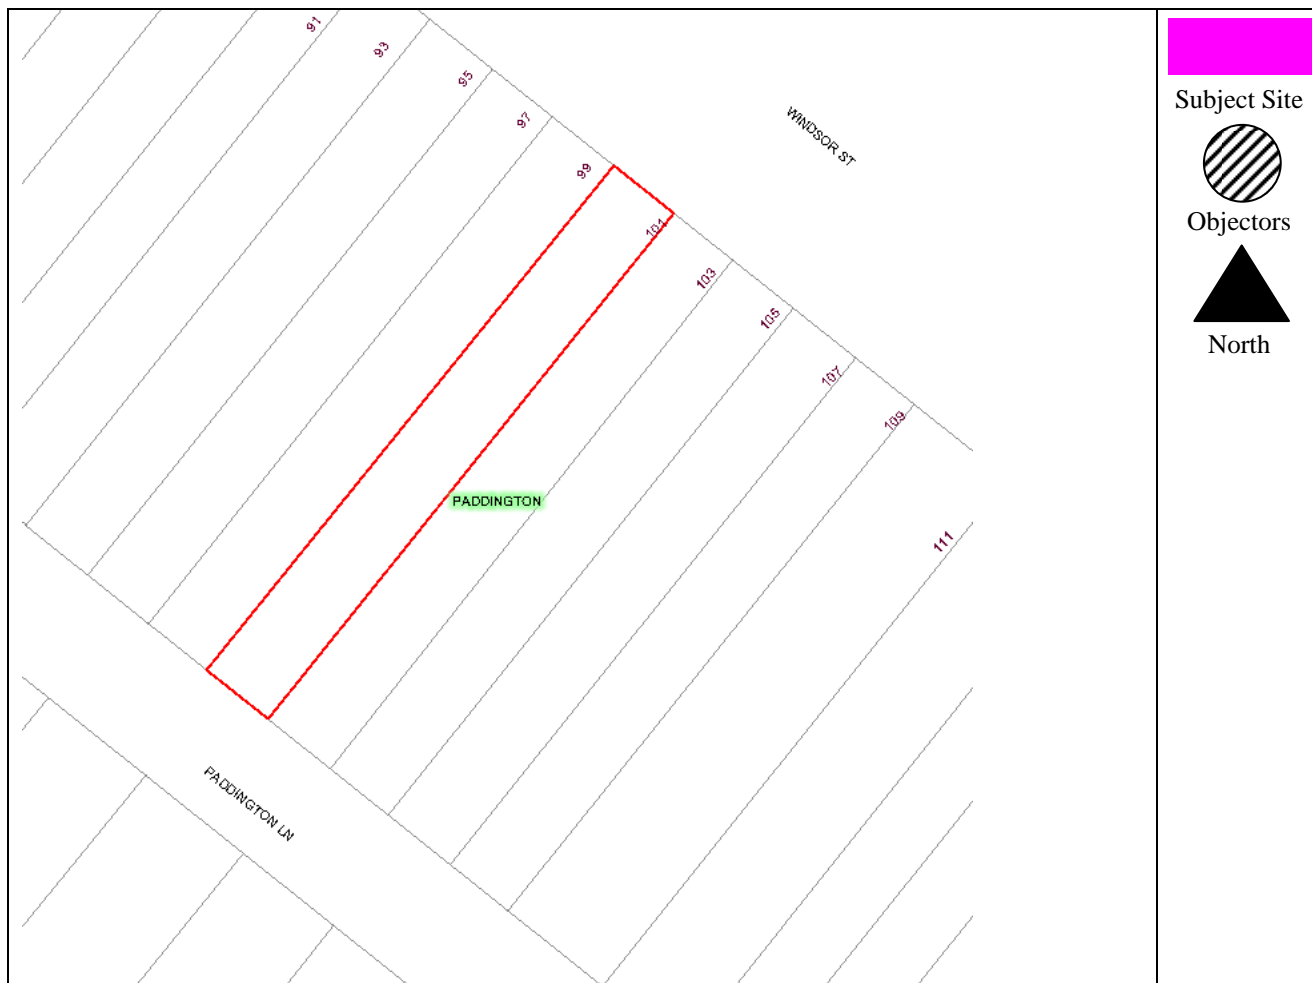 91
93
95
97
99
101
103
105
107
109
111
WINDSOR ST
PADDINGTON
PADDINGTON LN
Subject Site
Objectors
North